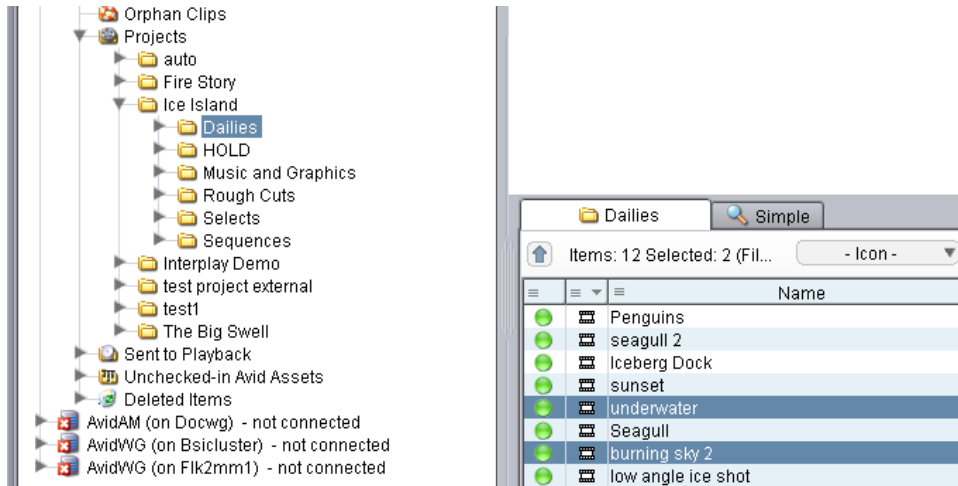 Orphan Clips
Projects
auto
Fire Story
Ice Island
Dailies
HOLD
Music and Graphics
Rough Cuts
Selects
Sequences
Interplay Demo
test project external
test1
The Big Swell
Sent to Playback
Unchecked-in Avid Assets
Deleted Items
AvidAM (on Docwg) - not connected
AvidWG (on Bsicluster) - not connected
AvidWG (on Flk2mm1) - not connected
Dailies Simple
Items: 12 Selected: 2 (Fil... - Icon -
Name
Penguins
seagull 2
Iceberg Dock
sunset
underwater
Seagull
burning sky 2
low angle ice shot